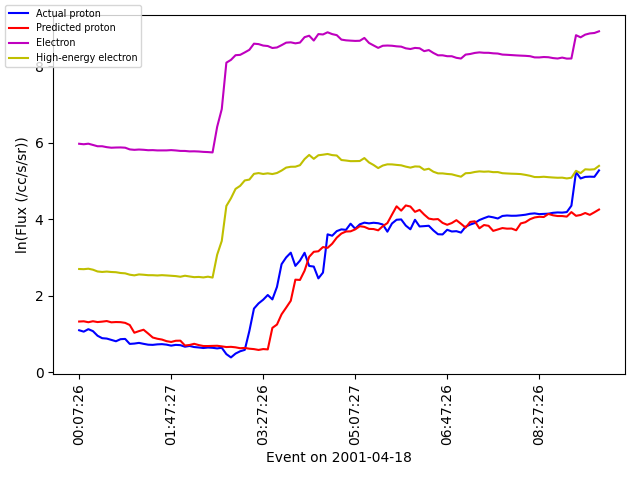 Actual proton
Predicted proton
Electron
High-energy electron
8
6
4
2
0
ln(Flux (/cc/s/sr))
00:07:26
01:47:27
03:27:26
05:07:27
06:47:26
08:27:26
Event on 2001-04-18